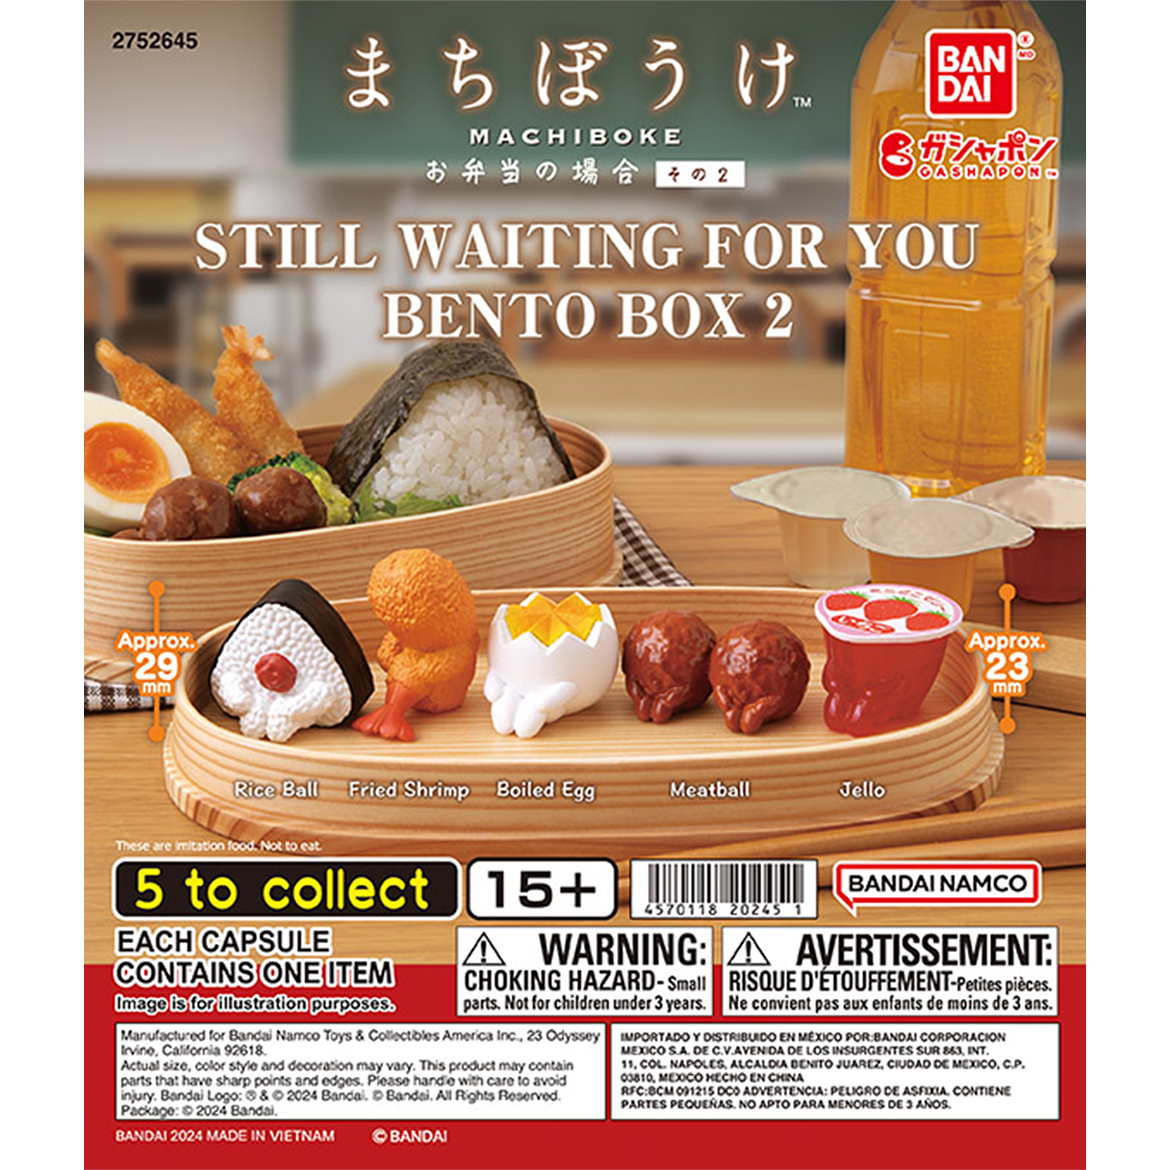 2752645
まちぼうけ™
MACHIBOKE
お弁当の場合 その2
BAN
DAI
® MD
ガシャポン
GASHAPON™
STILL WAITING FOR YOU
BENTO BOX 2
Approx.
29
mm
Approx.
23
mm
Rice Ball Fried Shrimp Boiled Egg Meatball Jello
These are imitation food. Not to eat.
5 to collect
15+
4570118 20245 1
BANDAI NAMCO
EACH CAPSULE
CONTAINS ONE ITEM
Image is for illustration purposes.
WARNING:
CHOKING HAZARD- Small
parts. Not for children under 3 years.
AVERTISSEMENT:
RISQUE D'ÉTOUFFEMENT-Petites pièces.
Ne convient pas aux enfants de moins de 3 ans.
Manufactured for Bandai Namco Toys & Collectibles America Inc., 23 Odyssey
Irvine, California 92618.
Actual size, color style and decoration may vary. This product may contain
parts that have sharp points and edges. Please handle with care to avoid
injury. Bandai Logo: ® & © 2024 Bandai. © Bandai. All Rights Reserved.
Package: © 2024 Bandai.
IMPORTADO Y DISTRIBUIDO EN MÉXICO POR:BANDAI CORPORACION
MEXICO S.A. DE C.V.AVENIDA DE LOS INSURGENTES SUR 863, INT.
11, COL. NAPOLES, ALCALDIA BENITO JUAREZ, CIUDAD DE MEXICO, C.P.
03810, MEXICO HECHO EN CHINA
RFC:BCM 091215 DC0 ADVERTENCIA: PELIGRO DE ASFIXIA. CONTIENE
PARTES PEQUEÑAS. NO APTO PARA MENORES DE 3 AÑOS.
BANDAI 2024 MADE IN VIETNAM ©BANDAI